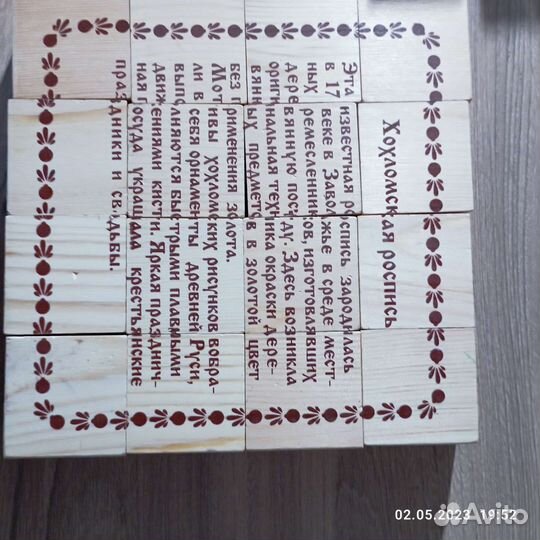 Хохломская роспись
Эта известная роспись зародилась
в 17 веке в Заволжье в среде мест-
ных ремесленников, изготовлявших
деревянную посуду. Здесь возникла
оригинальная техника окраски дере-
вянных предметов в золотой цвет
без применения золота.
Мотивы хохломских рисунков вобра-
ли в себя орнаменты древней Руси,
выполняются быстрыми плавными
движениями кисти. Яркая празднич-
ная посуда украшала крестьянские
праздники и свадьбы.
02.05.2023 19:52
Avito